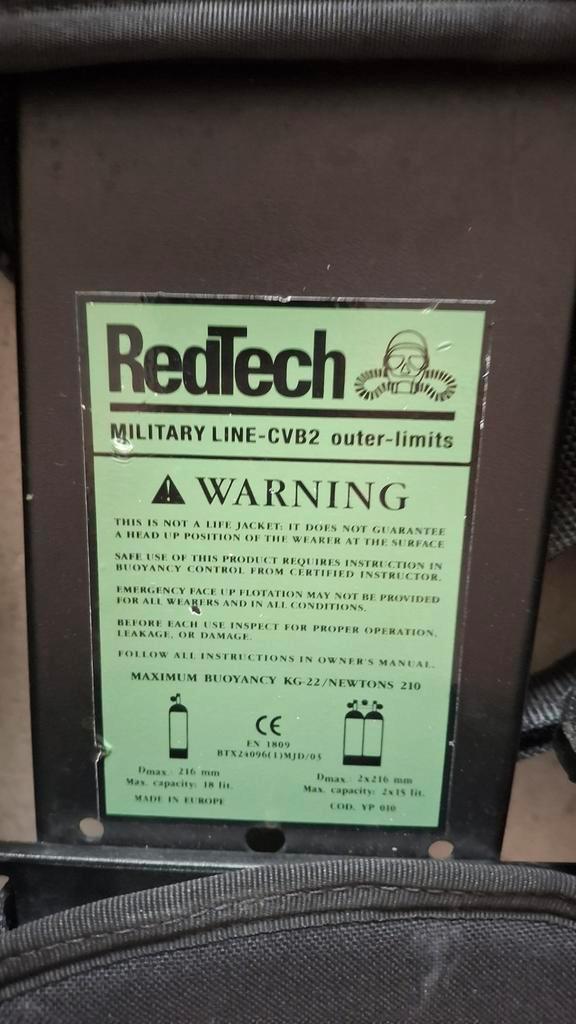 RedTech
MILITARY LINE-CVB2 outer-limits
WARNING
THIS IS NOT A LIFE JACKET: IT DOES NOT GUARANTEE
A HEAD UP POSITION OF THE WEARER AT THE SURFACE
SAFE USE OF THIS PRODUCT REQUIRES INSTRUCTION IN
BUOYANCY CONTROL FROM CERTIFIED INSTRUCTOR.
EMERGENCY FACE UP FLOTATION MAY NOT BE PROVIDED
FOR ALL WEARERS AND IN ALL CONDITIONS.
BEFORE EACH USE INSPECT FOR PROPER OPERATION,
LEAKAGE, OR DAMAGE.
FOLLOW ALL INSTRUCTIONS IN OWNER'S MANUAL.
MAXIMUM BUOYANCY KG-22/NEWTONS 210
CE
EN 1809
BTX24096(1)MJD/03
Dmax.: 216 mm
Max. capacity: 18 lit.
MADE IN EUROPE
Dmax.: 2x216 mm
Max. capacity: 2x15 lit.
COD. YP 010